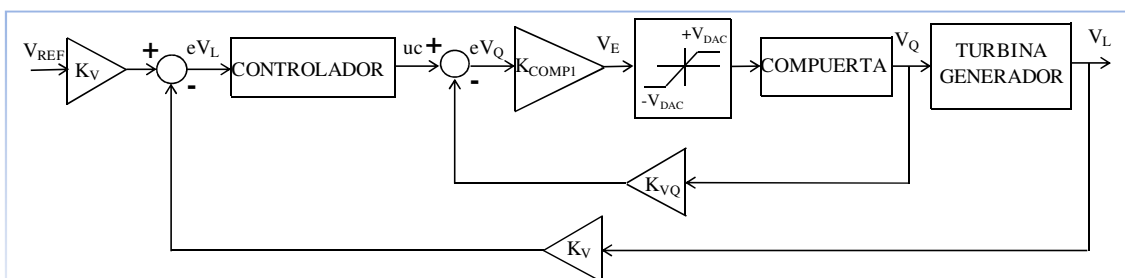 V_REF
K_V
+
-
eV_L
CONTROLADOR
uc
+
-
eV_Q
K_COMP1
V_E
+V_DAC
-V_DAC
COMPUERTA
V_Q
TURBINA
GENERADOR
V_L
K_VQ
K_V